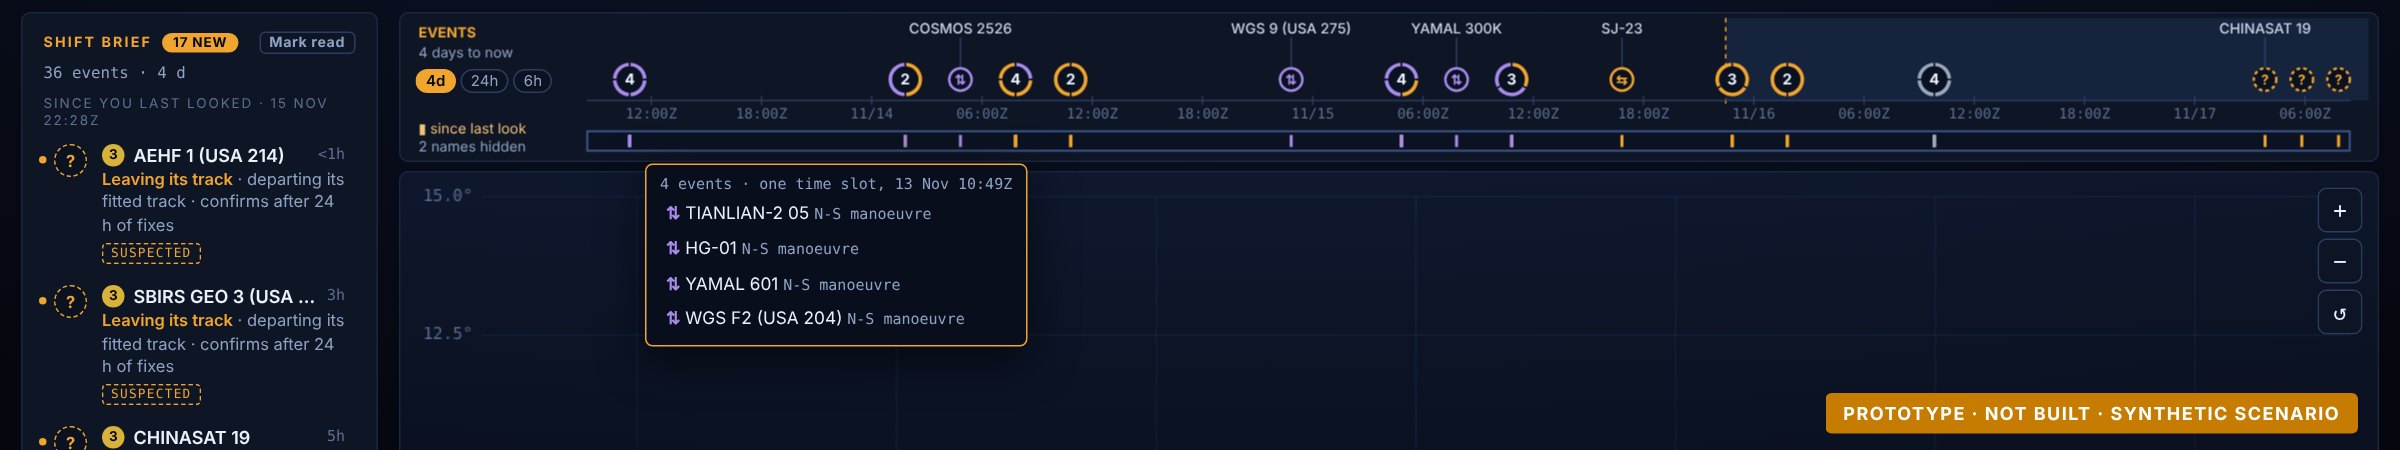 SHIFT BRIEF 17 NEW Mark read
36 events · 4 d
SINCE YOU LAST LOOKED · 15 NOV
22:28Z
? 3 AEHF 1 (USA 214) <1h
Leaving its track · departing its
fitted track · confirms after 24
h of fixes
SUSPECTED
? 3 SBIRS GEO 3 (USA ... 3h
Leaving its track · departing its
fitted track · confirms after 24
h of fixes
SUSPECTED
? 3 CHINASAT 19 5h
EVENTS
4 days to now
4d 24h 6h
COSMOS 2526 WGS 9 (USA 275) YAMAL 300K SJ-23 CHINASAT 19
4 2 ⇅ 4 2 ⇅ 4 ⇅ 3 ⇆ 3 2 4 ? ? ?
12:00Z 18:00Z 11/14 06:00Z 12:00Z 18:00Z 11/15 06:00Z 12:00Z 18:00Z 11/16 06:00Z 12:00Z 18:00Z 11/17 06:00Z
since last look
2 names hidden
4 events · one time slot, 13 Nov 10:49Z
⇅ TIANLIAN-2 05 N-S manoeuvre
⇅ HG-01 N-S manoeuvre
⇅ YAMAL 601 N-S manoeuvre
⇅ WGS F2 (USA 204) N-S manoeuvre
15.0°
12.5°
+
−
↺
PROTOTYPE · NOT BUILT · SYNTHETIC SCENARIO